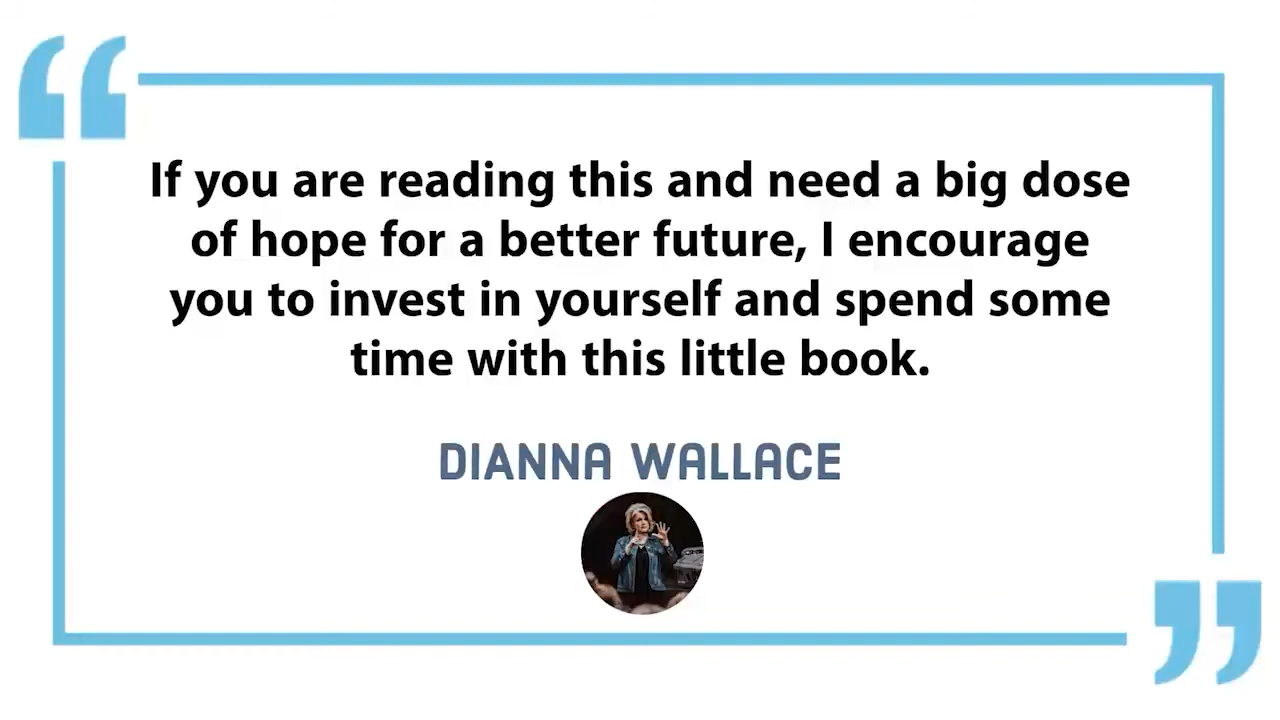 If you are reading this and need a big dose
of hope for a better future, I encourage
you to invest in yourself and spend some
time with this little book.
DIANNA WALLACE